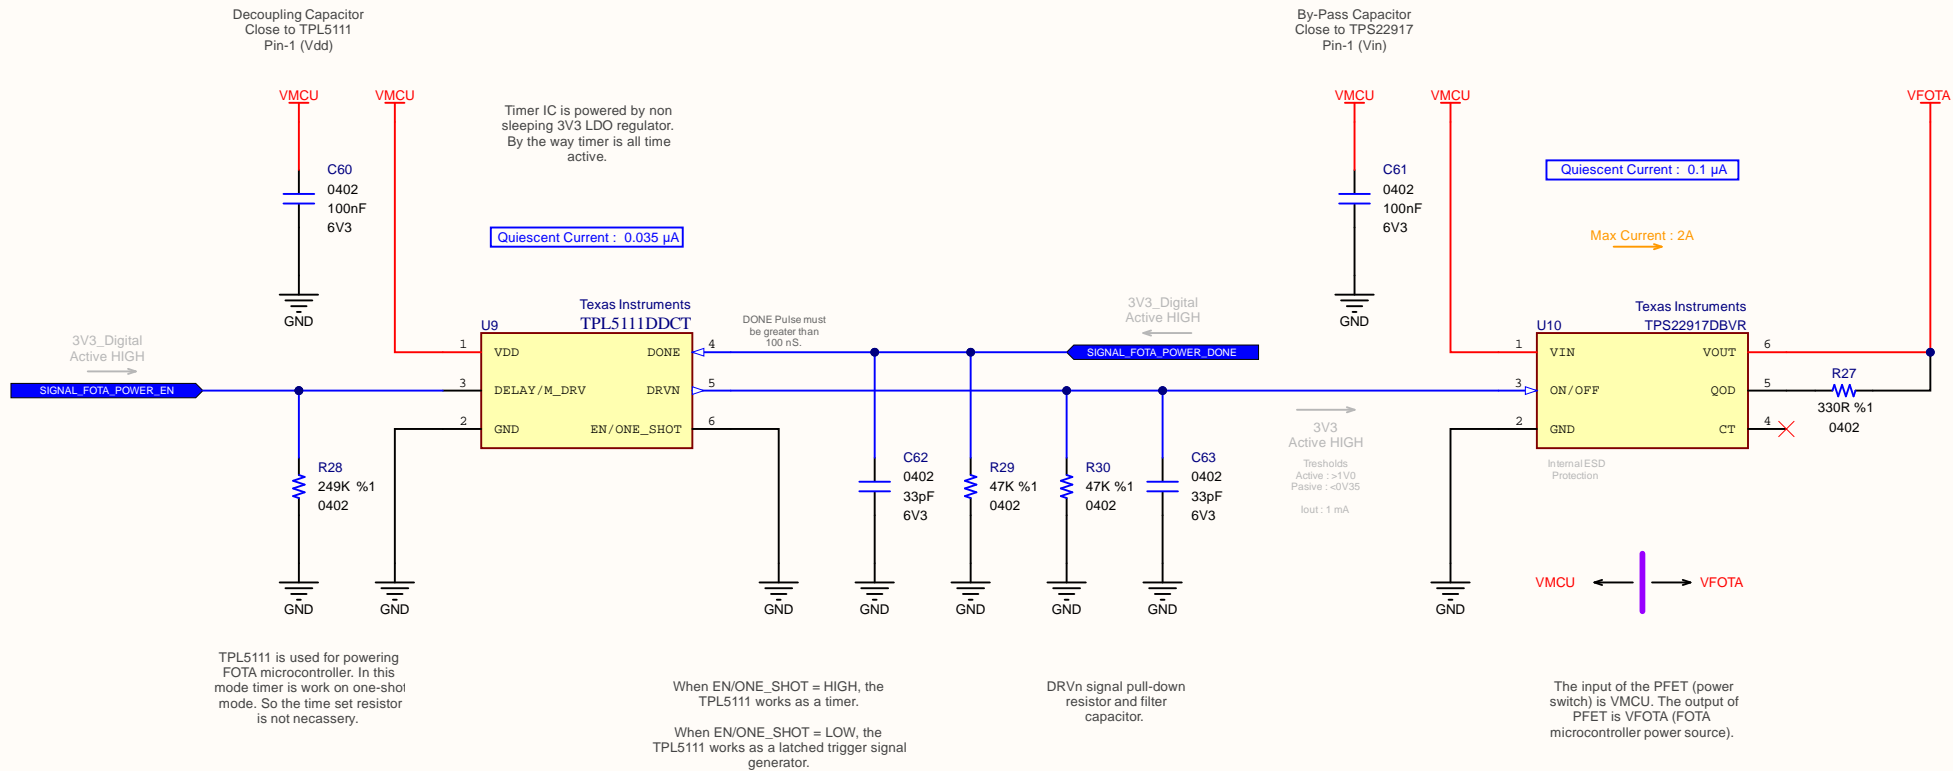 Decoupling Capacitor
Close to TPL5111
Pin-1 (Vdd)
By-Pass Capacitor
Close to TPS22917
Pin-1 (Vin)
VMCU
VMCU
VMCU
VMCU
VFOTA
Timer IC is powered by non
sleeping 3V3 LDO regulator.
By the way timer is all time
active.
C60
0402
100nF
6V3
GND
C61
0402
100nF
6V3
GND
Quiescent Current : 0.1 µA
Max Current : 2A
Quiescent Current : 0.035 µA
3V3_Digital
Active HIGH
SIGNAL_FOTA_POWER_EN
Texas Instruments
U9
TPL5111DDCT
1
VDD
DONE
4
3
DELAY/M_DRV
DRVN
5
2
GND
EN/ONE_SHOT
6
DONE Pulse must
be greater than
100 nS.
3V3_Digital
Active HIGH
SIGNAL_FOTA_POWER_DONE
Texas Instruments
U10
TPS22917DBVR
1
VIN
VOUT
6
3
ON/OFF
QOD
5
2
GND
CT
4
R27
330R %1
0402
3V3
Active HIGH
Tresholds
Active : >1V0
Pasive : <0V35
Iout : 1 mA
Internal ESD
Protection
R28
249K %1
0402
C62
0402
33pF
6V3
R29
47K %1
0402
R30
47K %1
0402
C63
0402
33pF
6V3
GND
GND
GND
GND
GND
GND
GND
GND
VMCU
VFOTA
TPL5111 is used for powering
FOTA microcontroller. In this
mode timer is work on one-shot
mode. So the time set resistor
is not necassery.
When EN/ONE_SHOT = HIGH, the
TPL5111 works as a timer.
When EN/ONE_SHOT = LOW, the
TPL5111 works as a latched trigger signal
generator.
DRVn signal pull-down
resistor and filter
capacitor.
The input of the PFET (power
switch) is VMCU. The output of
PFET is VFOTA (FOTA
microcontroller power source).